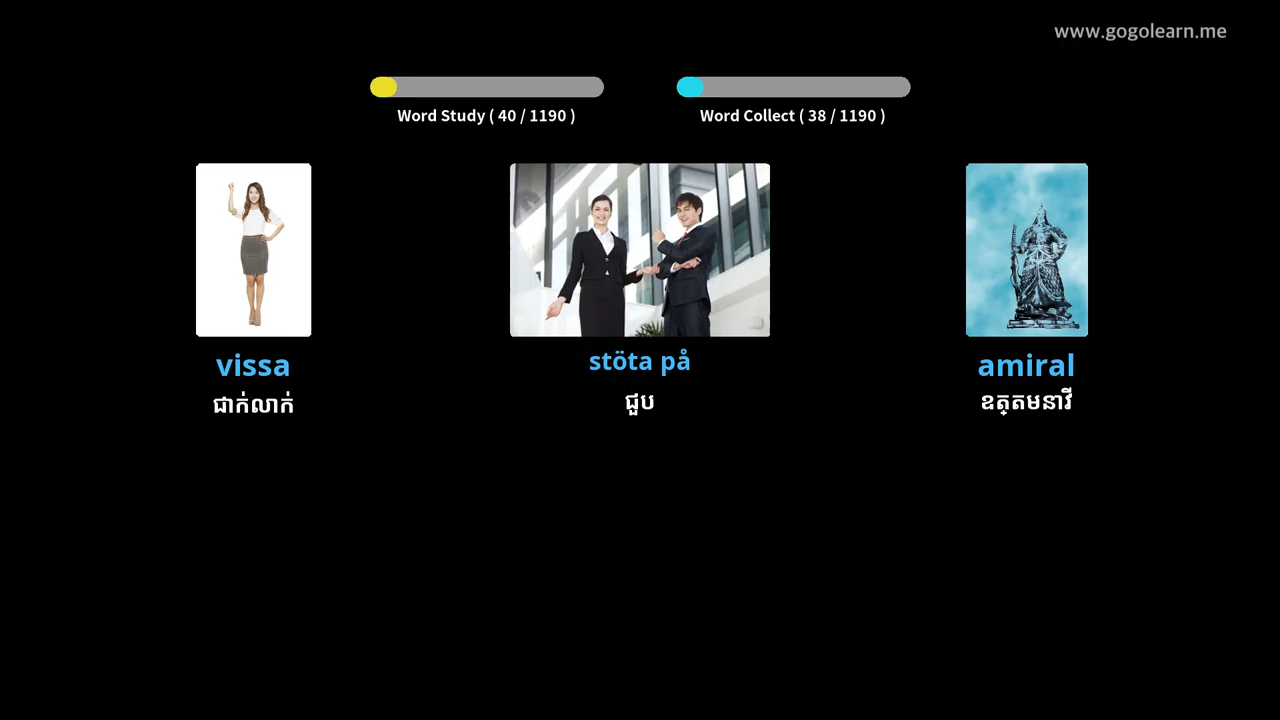 www.gogolearn.me
Word Study ( 40 / 1190 )
Word Collect ( 38 / 1190 )
vissa
ជាក់លាក់
stöta på
ជួប
amiral
ឧត្តមនាវី